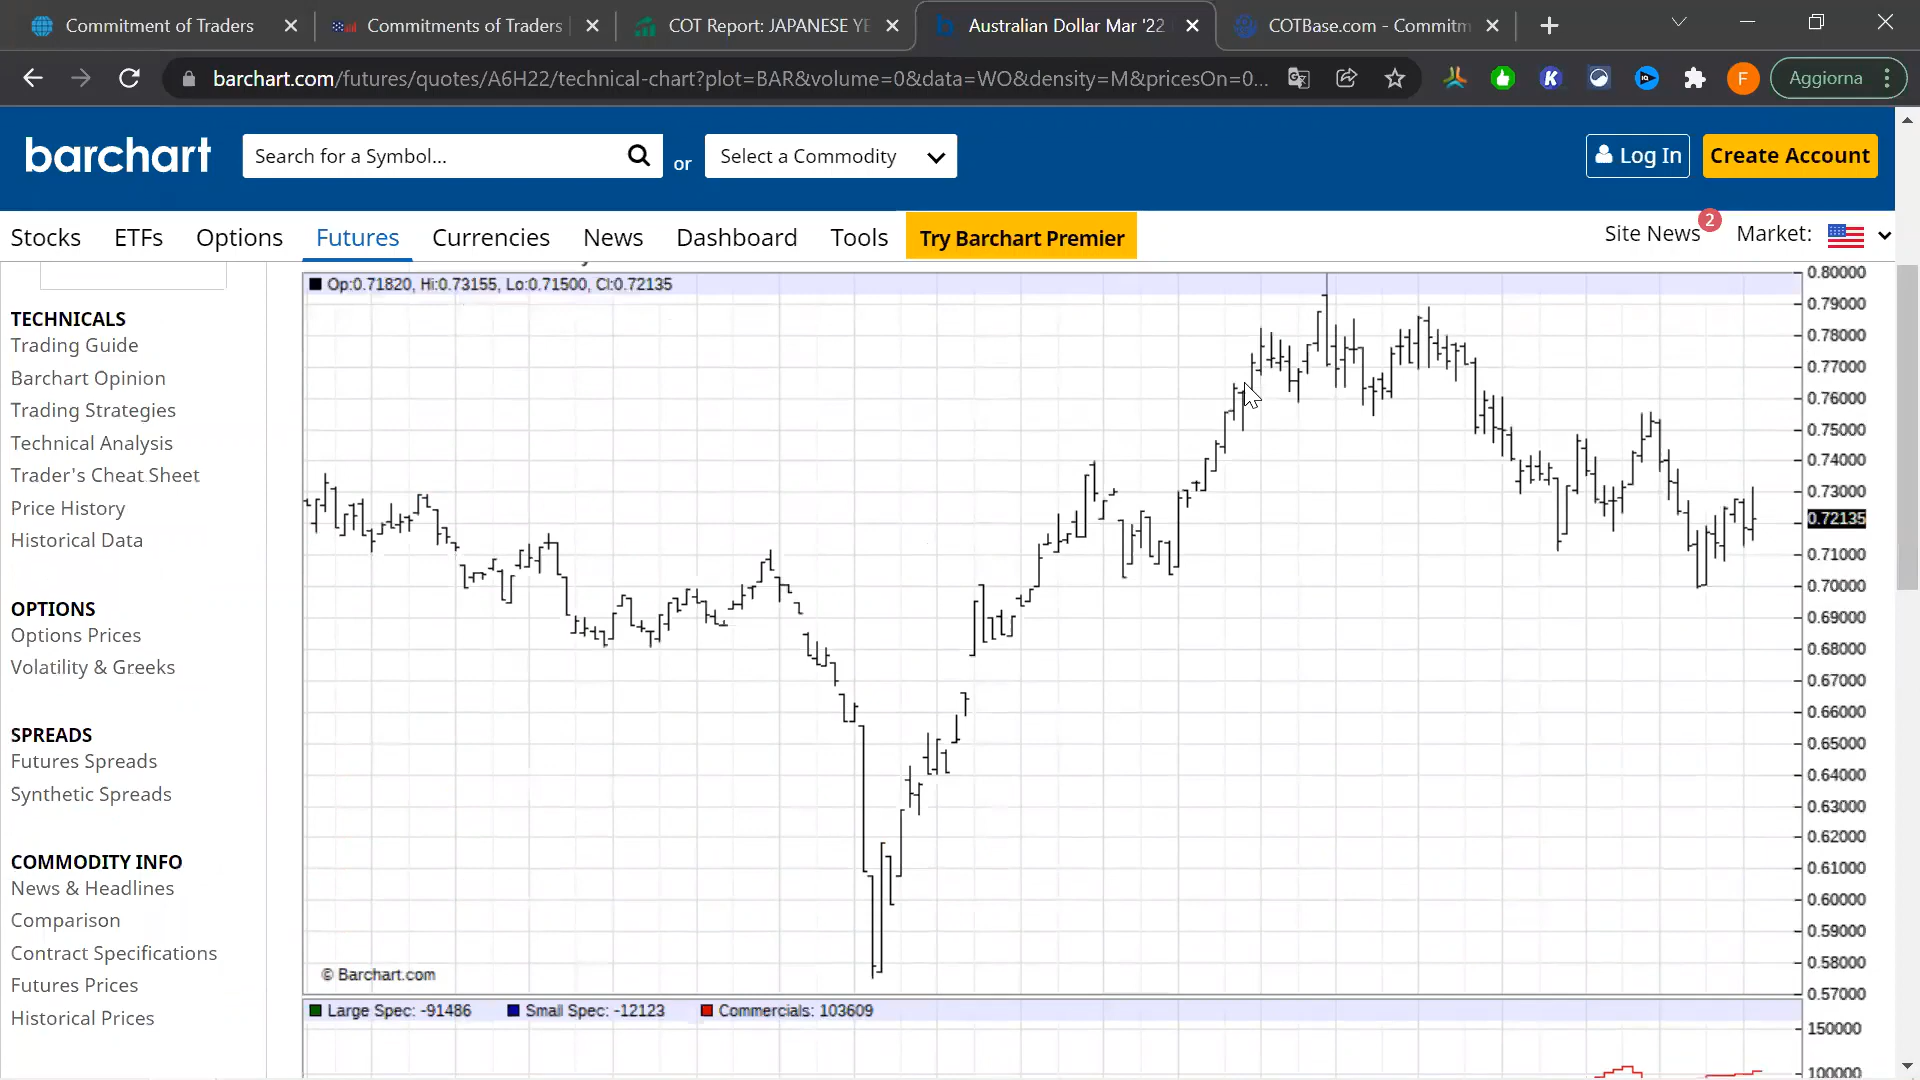 Commitment of Traders
Commitments of Traders
COT Report: JAPANESE YE
Australian Dollar Mar '22
COTBase.com - Commitm
barchart.com/futures/quotes/A6H22/technical-chart?plot=BAR&volume=0&data=WO&density=M&pricesOn=0...
F
Aggiorna
barchart
Search for a Symbol...
or
Select a Commodity
Log In
Create Account
Stocks
ETFs
Options
Futures
Currencies
News
Dashboard
Tools
Try Barchart Premier
Site News
2
Market:
TECHNICALS
Trading Guide
Barchart Opinion
Trading Strategies
Technical Analysis
Trader's Cheat Sheet
Price History
Historical Data
OPTIONS
Options Prices
Volatility & Greeks
SPREADS
Futures Spreads
Synthetic Spreads
COMMODITY INFO
News & Headlines
Comparison
Contract Specifications
Futures Prices
Historical Prices
Op:0.71820, Hi:0.73155, Lo:0.71500, Cl:0.72135
0.80000
0.79000
0.78000
0.77000
0.76000
0.75000
0.74000
0.73000
0.72135
0.71000
0.70000
0.69000
0.68000
0.67000
0.66000
0.65000
0.64000
0.63000
0.62000
0.61000
0.60000
0.59000
0.58000
0.57000
© Barchart.com
Large Spec: -91486
Small Spec: -12123
Commercials: 103609
150000
100000